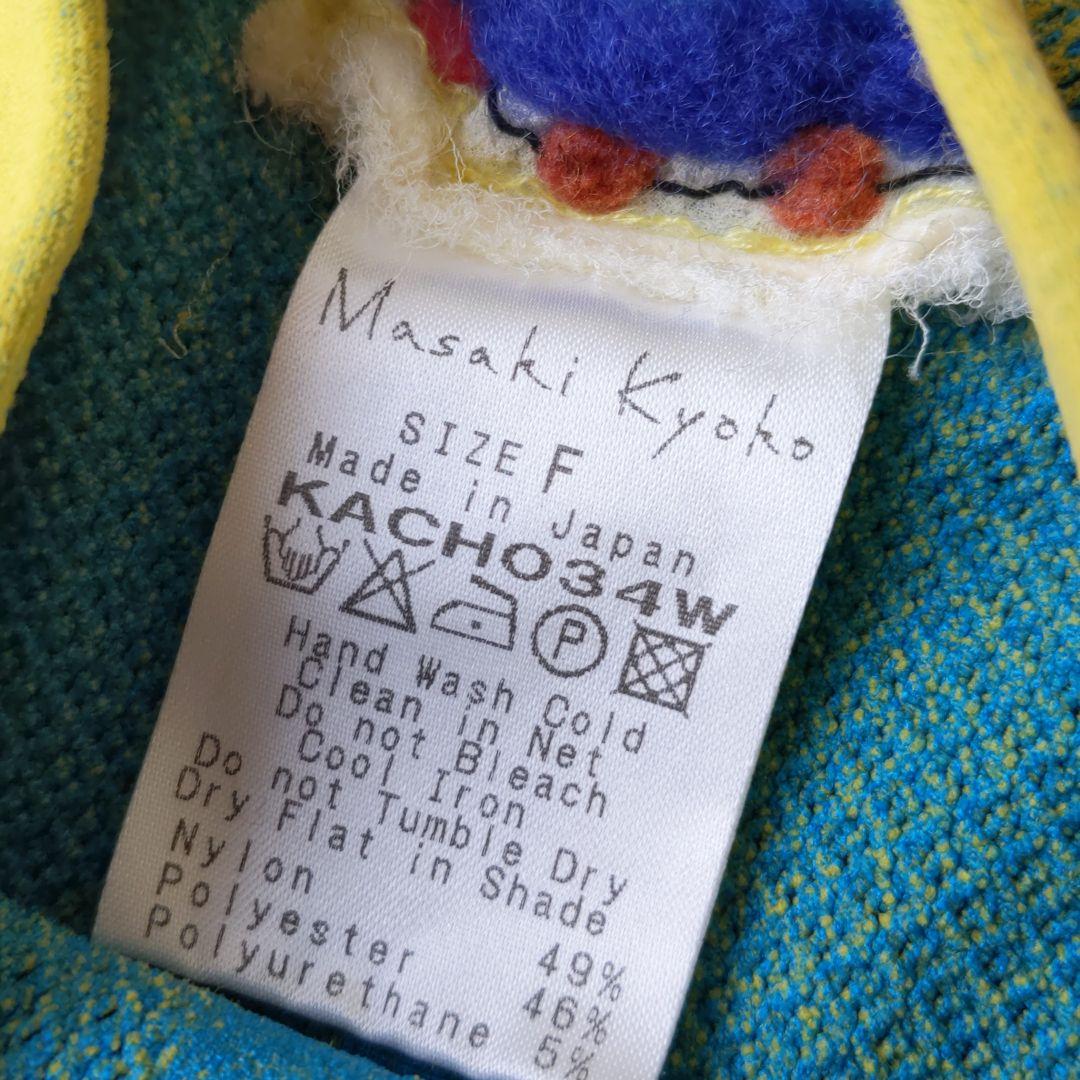 Masaki Kyoko
SIZE F
Made in Japan
KACHO34W
P
Hand Wash Cold
Clean in Net
Do not Bleach
Cool Iron
Do not Tumble Dry
Dry Flat in Shade
Nylon 49%
Polyester 46%
Polyurethane 5%